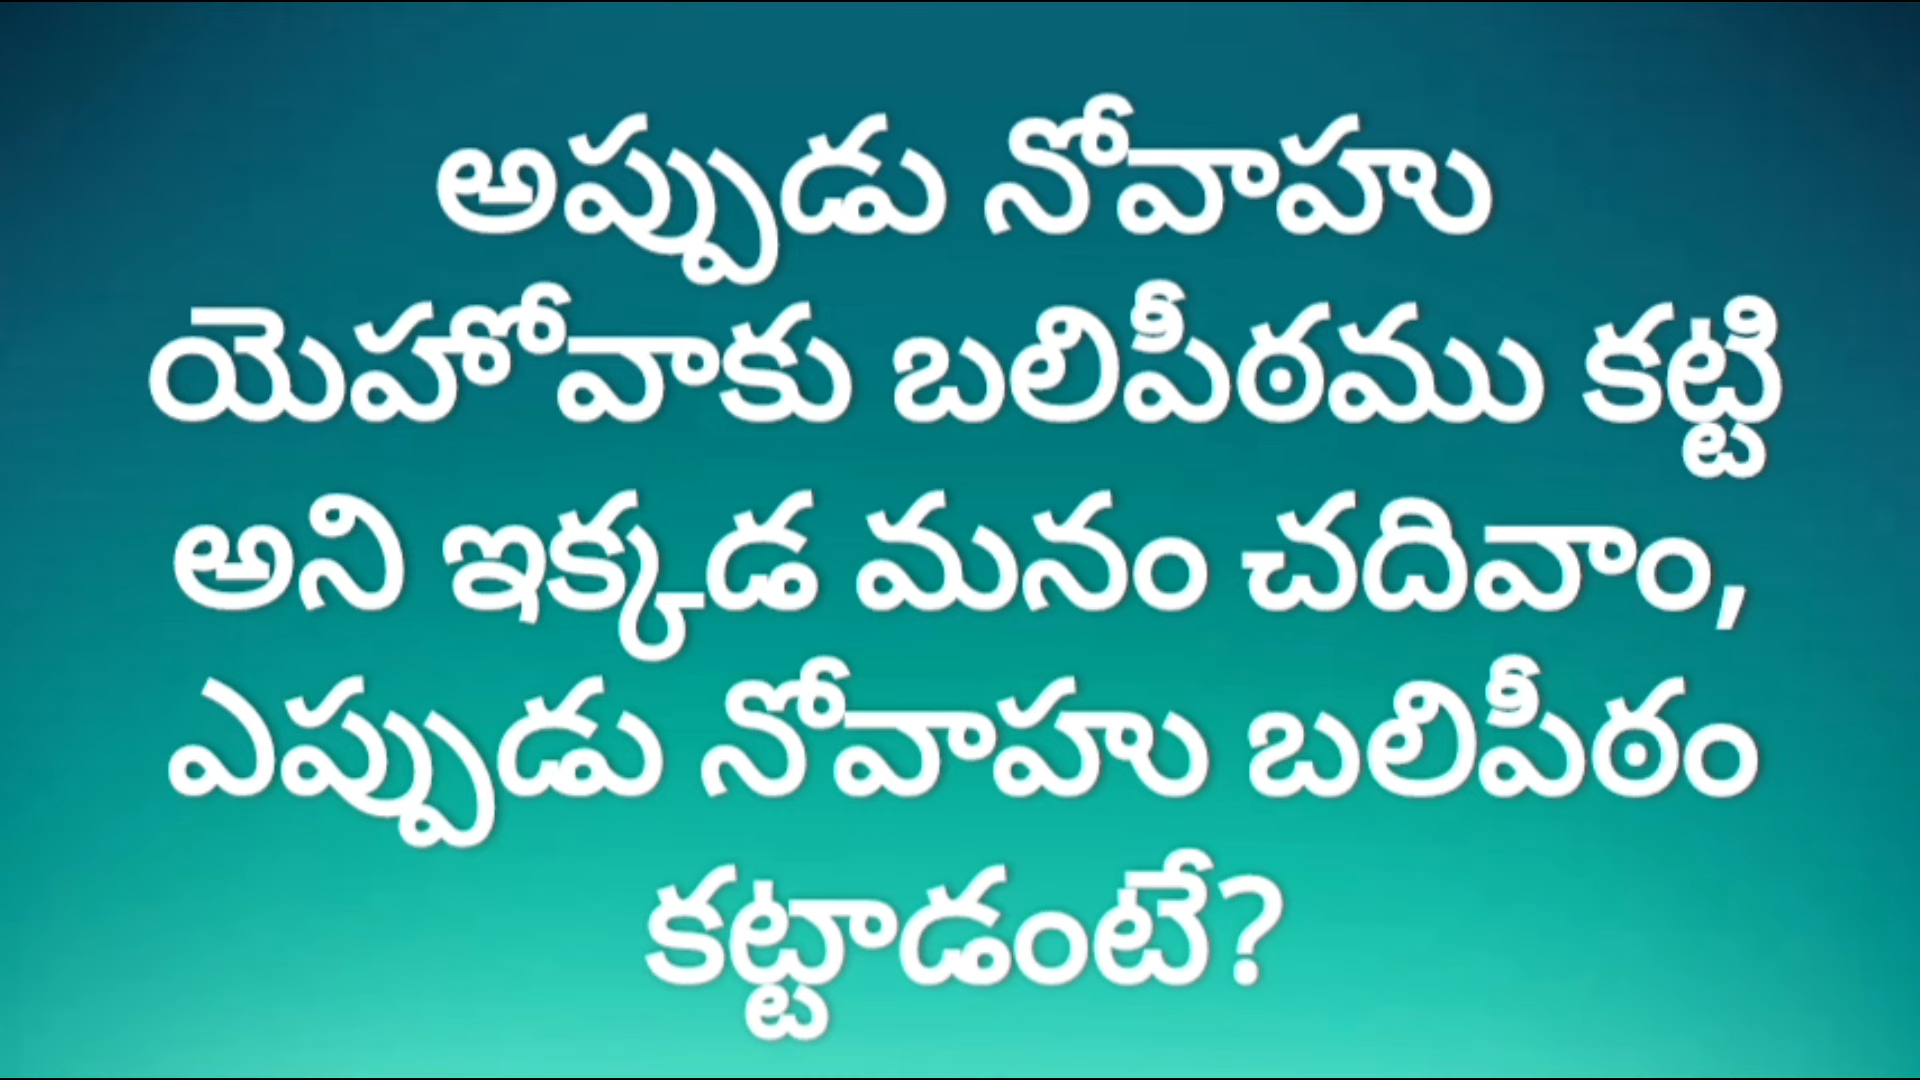 అప్పుడు నోవాహు
యెహోవాకు బలిపీఠము కట్టి
అని ఇక్కడ మనం చదివాం,
ఎప్పుడు నోవాహు బలిపీఠం
కట్టాడంటే?